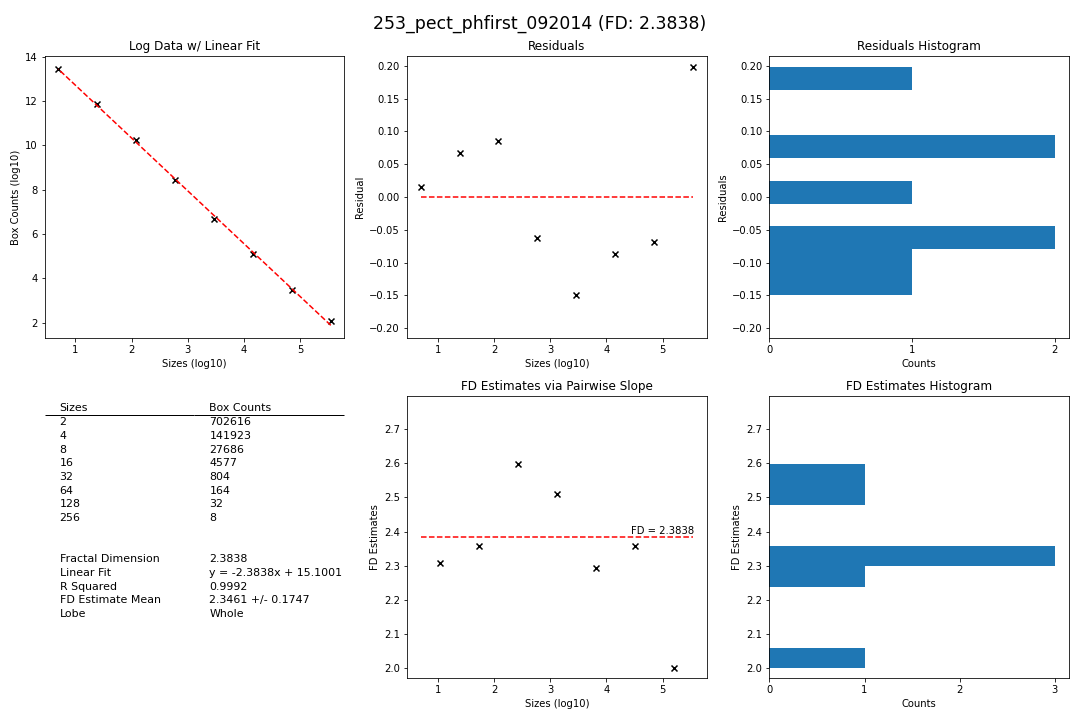 253_pect_phfirst_092014 (FD: 2.3838)
Log Data w/ Linear Fit
14
12
10
8
6
4
2
Box Counts (log10)
1 2 3 4 5
Sizes (log10)
Residuals
0.20
0.15
0.10
0.05
0.00
−0.05
−0.10
−0.15
−0.20
Residual
1 2 3 4 5
Sizes (log10)
Residuals Histogram
0.20
0.15
0.10
0.05
0.00
−0.05
−0.10
−0.15
−0.20
Residuals
0 1 2
Counts
Sizes Box Counts
2 702616
4 141923
8 27686
16 4577
32 804
64 164
128 32
256 8
Fractal Dimension 2.3838
Linear Fit y = -2.3838x + 15.1001
R Squared 0.9992
FD Estimate Mean 2.3461 +/- 0.1747
Lobe Whole
FD Estimates via Pairwise Slope
2.7
2.6
2.5
2.4
2.3
2.2
2.1
2.0
FD Estimates
FD = 2.3838
1 2 3 4 5
Sizes (log10)
FD Estimates Histogram
2.7
2.6
2.5
2.4
2.3
2.2
2.1
2.0
FD Estimates
0 1 2 3
Counts